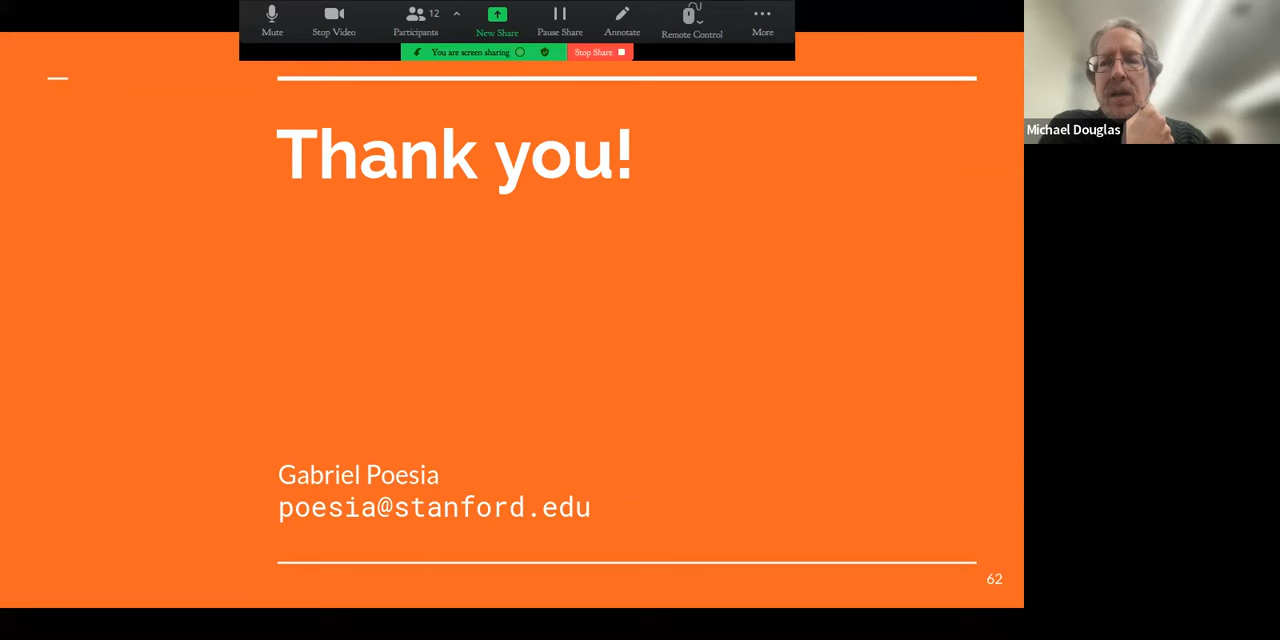 12
Mute
Stop Video
Participants
New Share
Pause Share
Annotate
Remote Control
More
You are screen sharing
Stop Share
Michael Douglas
Thank you!
Gabriel Poesia
poesia@stanford.edu
62